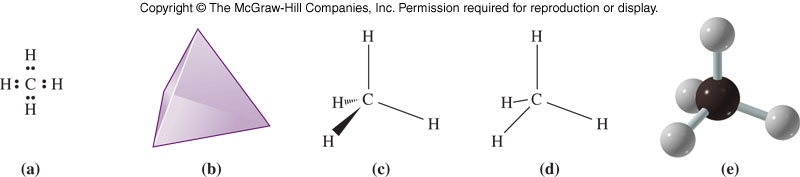 Copyright © The McGraw-Hill Companies, Inc. Permission required for reproduction or display.
H
H : C : H
H
(a)
(b)
H
H C
H
H
(c)
H
H C
H
H
(d)
(e)